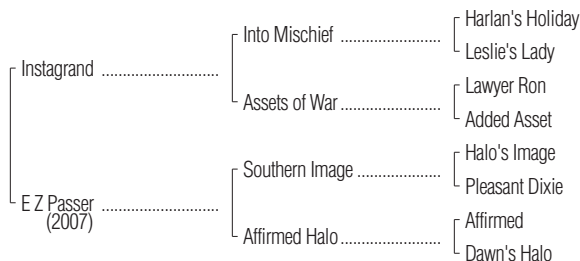 Harlan's Holiday
Into Mischief
Leslie's Lady
Instagrand
Lawyer Ron
Assets of War
Added Asset
Halo's Image
Southern Image
Pleasant Dixie
E Z Passer
(2007)
Affirmed
Affirmed Halo
Dawn's Halo